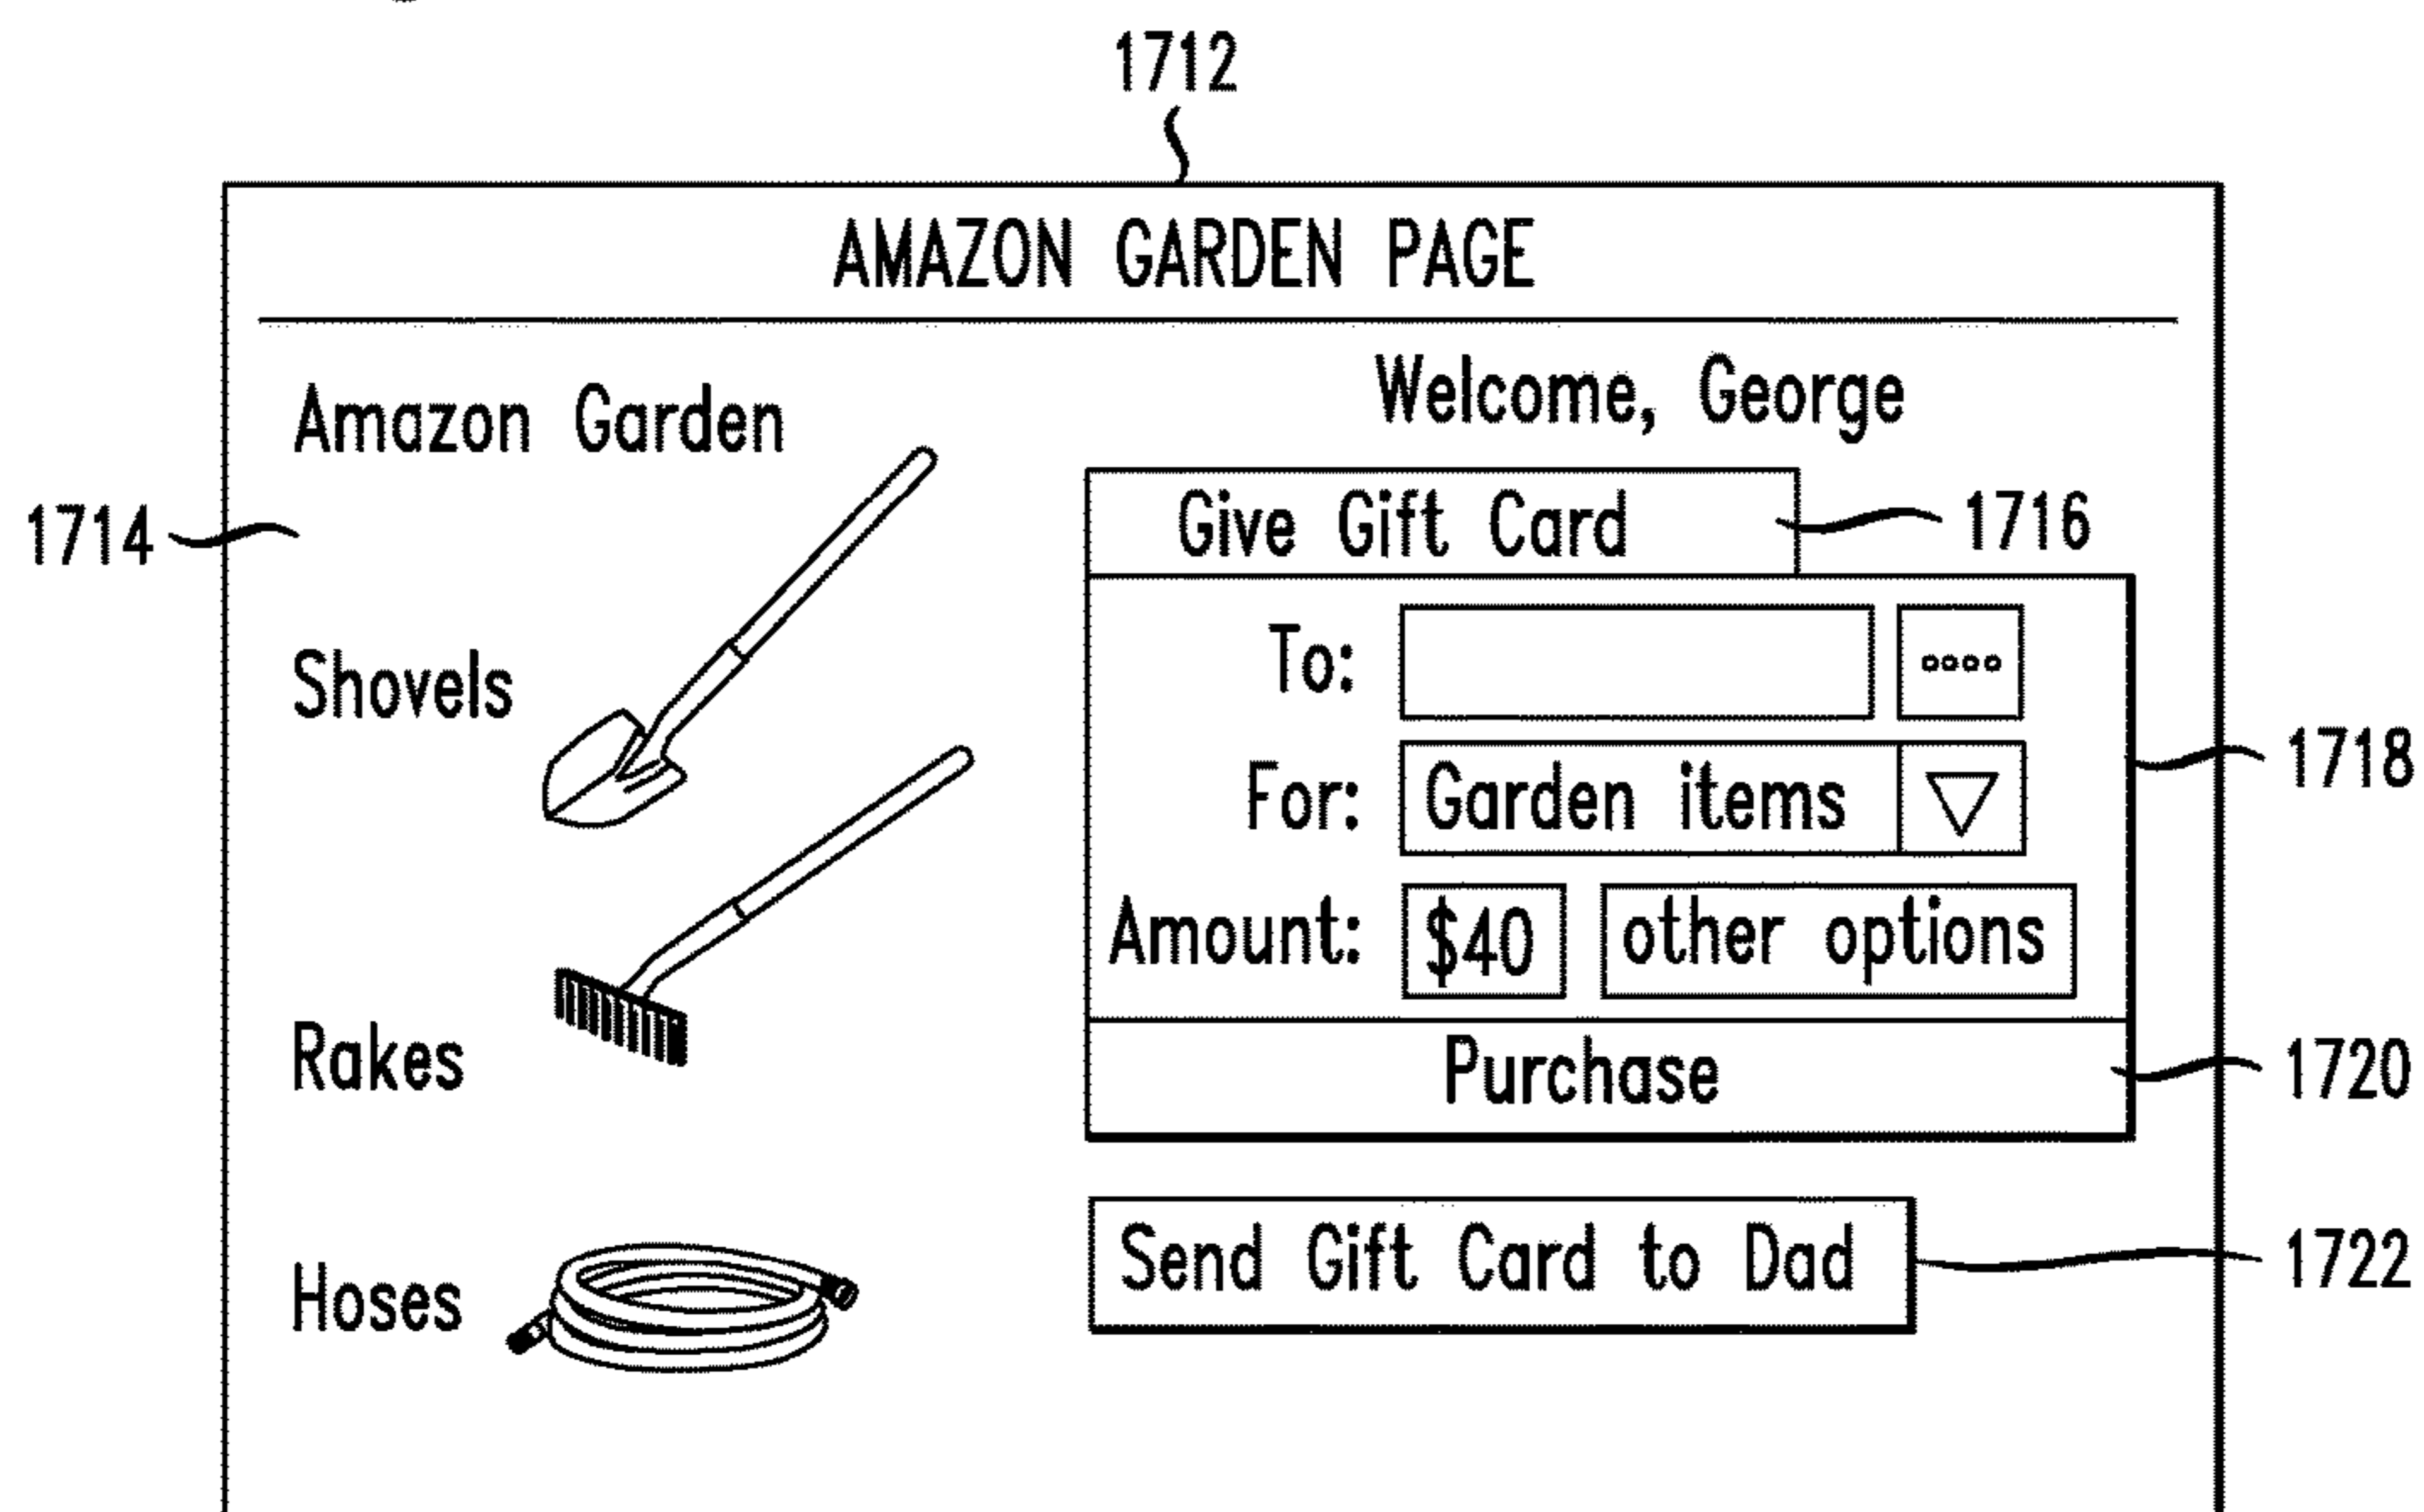 1712
AMAZON GARDEN PAGE
Amazon Garden
Welcome, George
1714
Give Gift Card
1716
Shovels
To:
1718
For: Garden items
Amount: $40 other options
Rakes
Purchase
1720
Hoses
Send Gift Card to Dad
1722